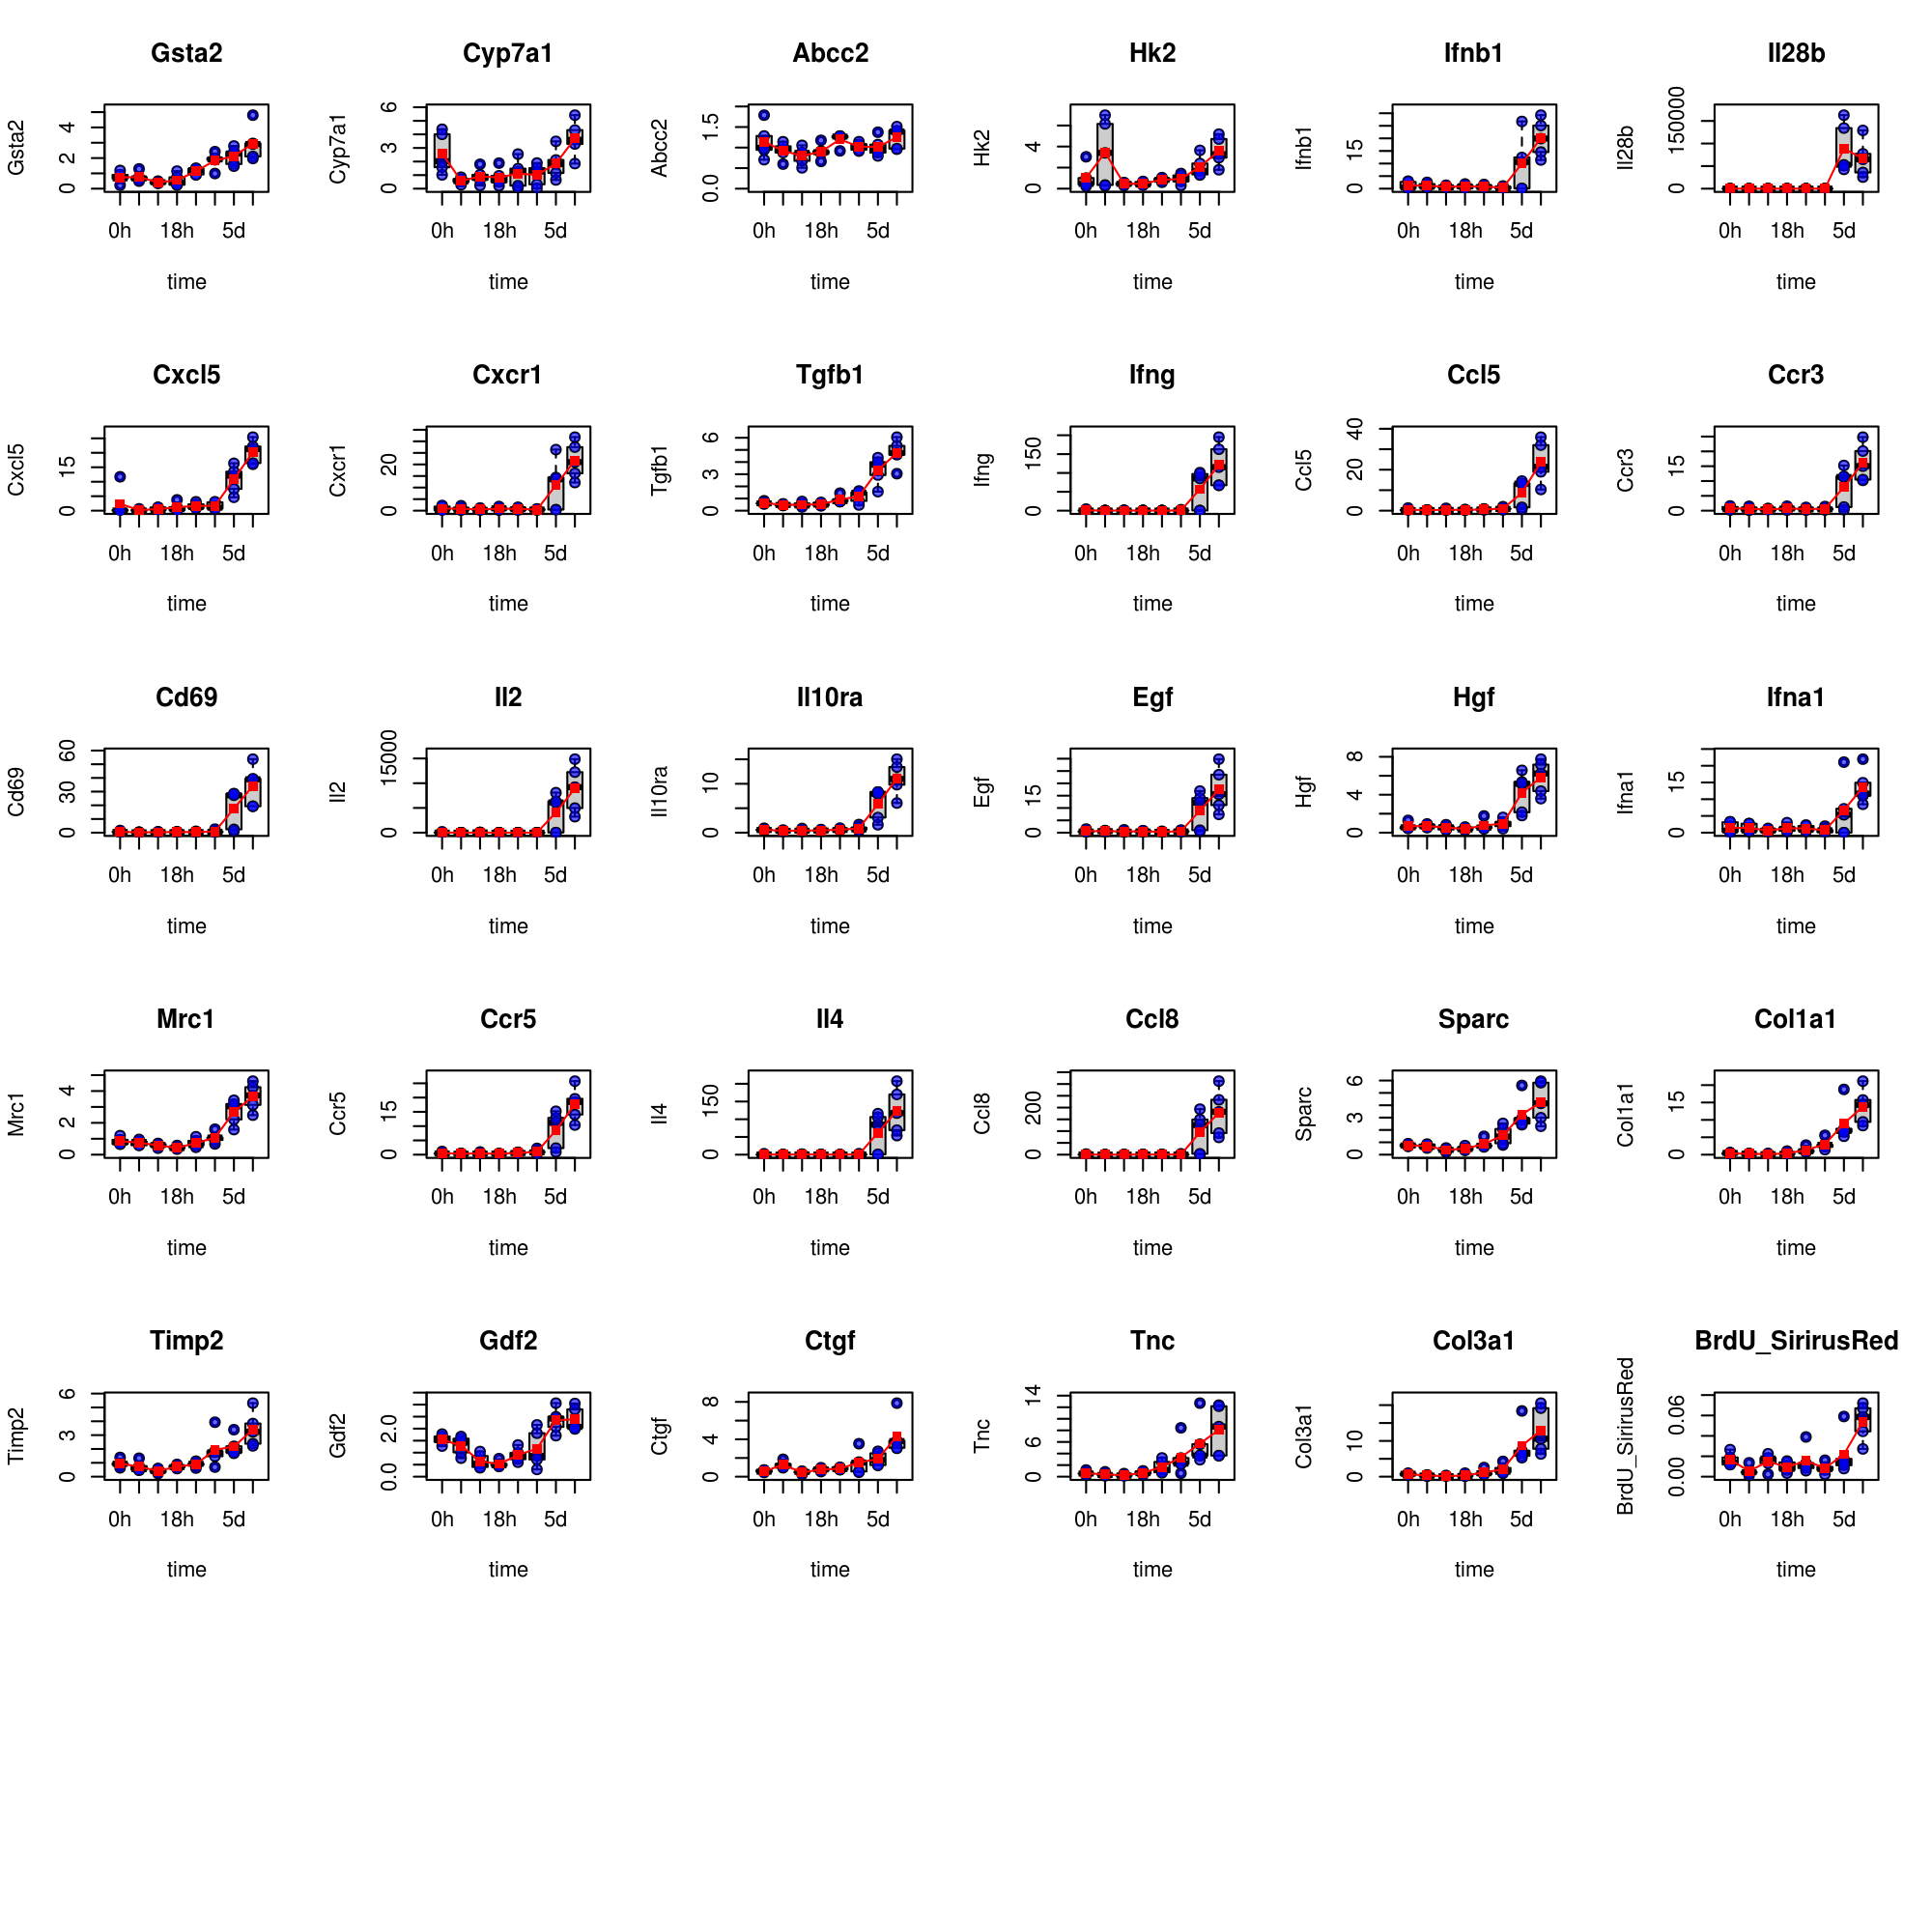 Gsta2 Cyp7a1 Abcc2 Hk2 Ifnb1 Il28b
Gsta2 0 2 4 Cyp7a1 0 3 6 Abcc2 0.0 1.5 Hk2 0 4 Ifnb1 0 15 Il28b 0 150000
0h 18h 5d 0h 18h 5d 0h 18h 5d 0h 18h 5d 0h 18h 5d 0h 18h 5d
time time time time time time
Cxcl5 Cxcr1 Tgfb1 Ifng Ccl5 Ccr3
Cxcl5 0 15 Cxcr1 0 20 Tgfb1 0 3 6 Ifng 0 150 Ccl5 0 20 40 Ccr3 0 15
0h 18h 5d 0h 18h 5d 0h 18h 5d 0h 18h 5d 0h 18h 5d 0h 18h 5d
time time time time time time
Cd69 Il2 Il10ra Egf Hgf Ifna1
Cd69 0 30 60 Il2 0 15000 Il10ra 0 10 Egf 0 15 Hgf 0 4 8 Ifna1 0 15
0h 18h 5d 0h 18h 5d 0h 18h 5d 0h 18h 5d 0h 18h 5d 0h 18h 5d
time time time time time time
Mrc1 Ccr5 Il4 Ccl8 Sparc Col1a1
Mrc1 0 2 4 Ccr5 0 15 Il4 0 150 Ccl8 0 200 Sparc 0 3 6 Col1a1 0 15
0h 18h 5d 0h 18h 5d 0h 18h 5d 0h 18h 5d 0h 18h 5d 0h 18h 5d
time time time time time time
Timp2 Gdf2 Ctgf Tnc Col3a1 BrdU_SirirusRed
Timp2 0 3 6 Gdf2 0.0 2.0 Ctgf 0 4 8 Tnc 0 6 14 Col3a1 0 10 BrdU_SirirusRed 0.00 0.06
0h 18h 5d 0h 18h 5d 0h 18h 5d 0h 18h 5d 0h 18h 5d 0h 18h 5d
time time time time time time